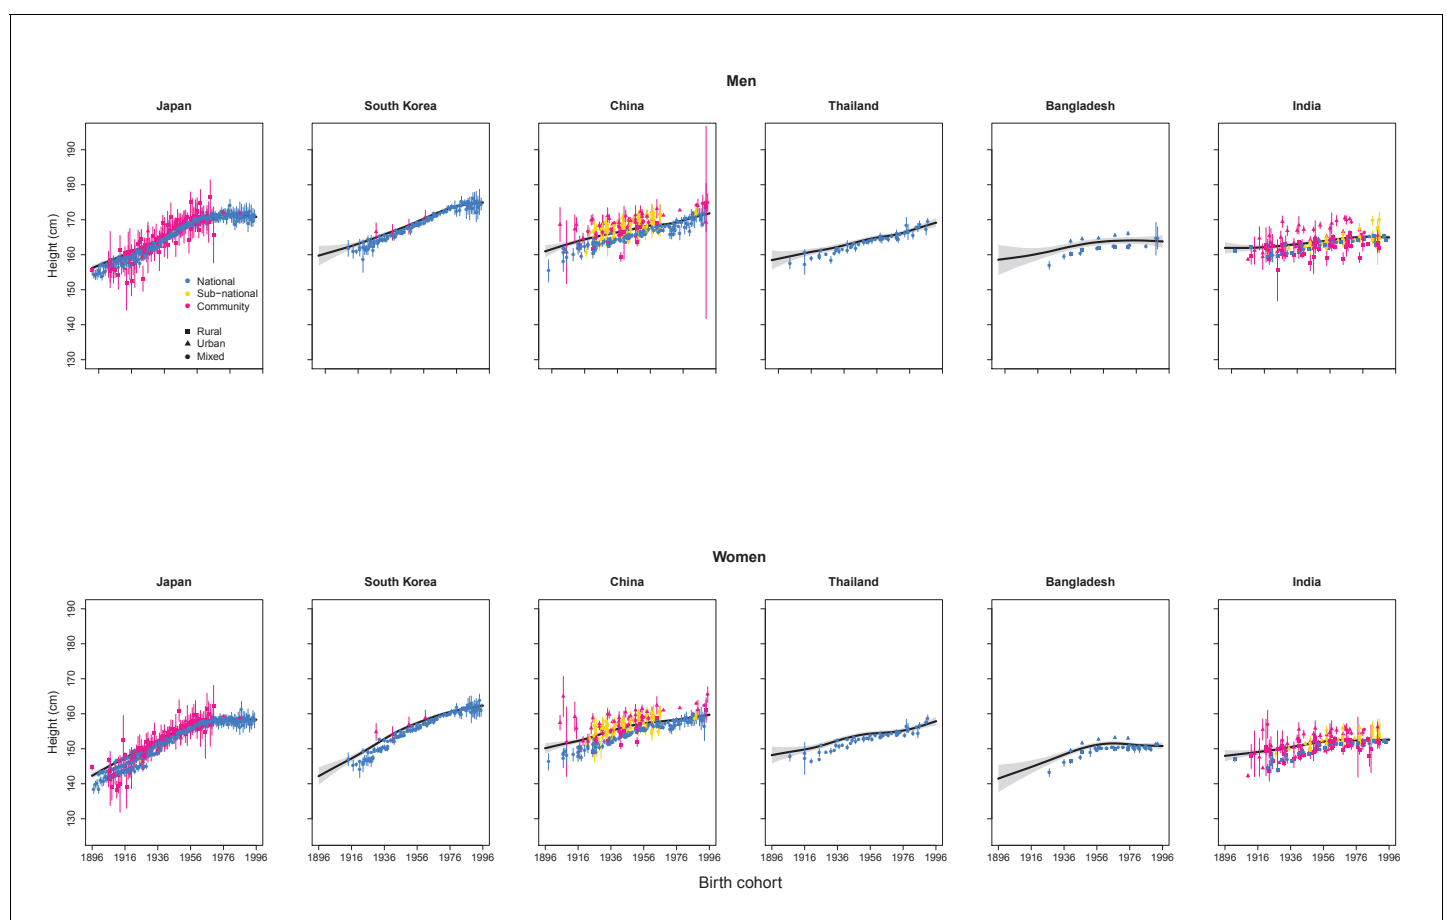 Men
Japan South Korea China Thailand Bangladesh India
Height (cm)
190
180
170
160
150
140
130
National
Sub−national
Community
Rural
Urban
Mixed
Women
Japan South Korea China Thailand Bangladesh India
Height (cm)
190
180
170
160
150
140
130
1896 1916 1936 1956 1976 1996 1896 1916 1936 1956 1976 1996 1896 1916 1936 1956 1976 1996 1896 1916 1936 1956 1976 1996 1896 1916 1936 1956 1976 1996 1896 1916 1936 1956 1976 1996
Birth cohort